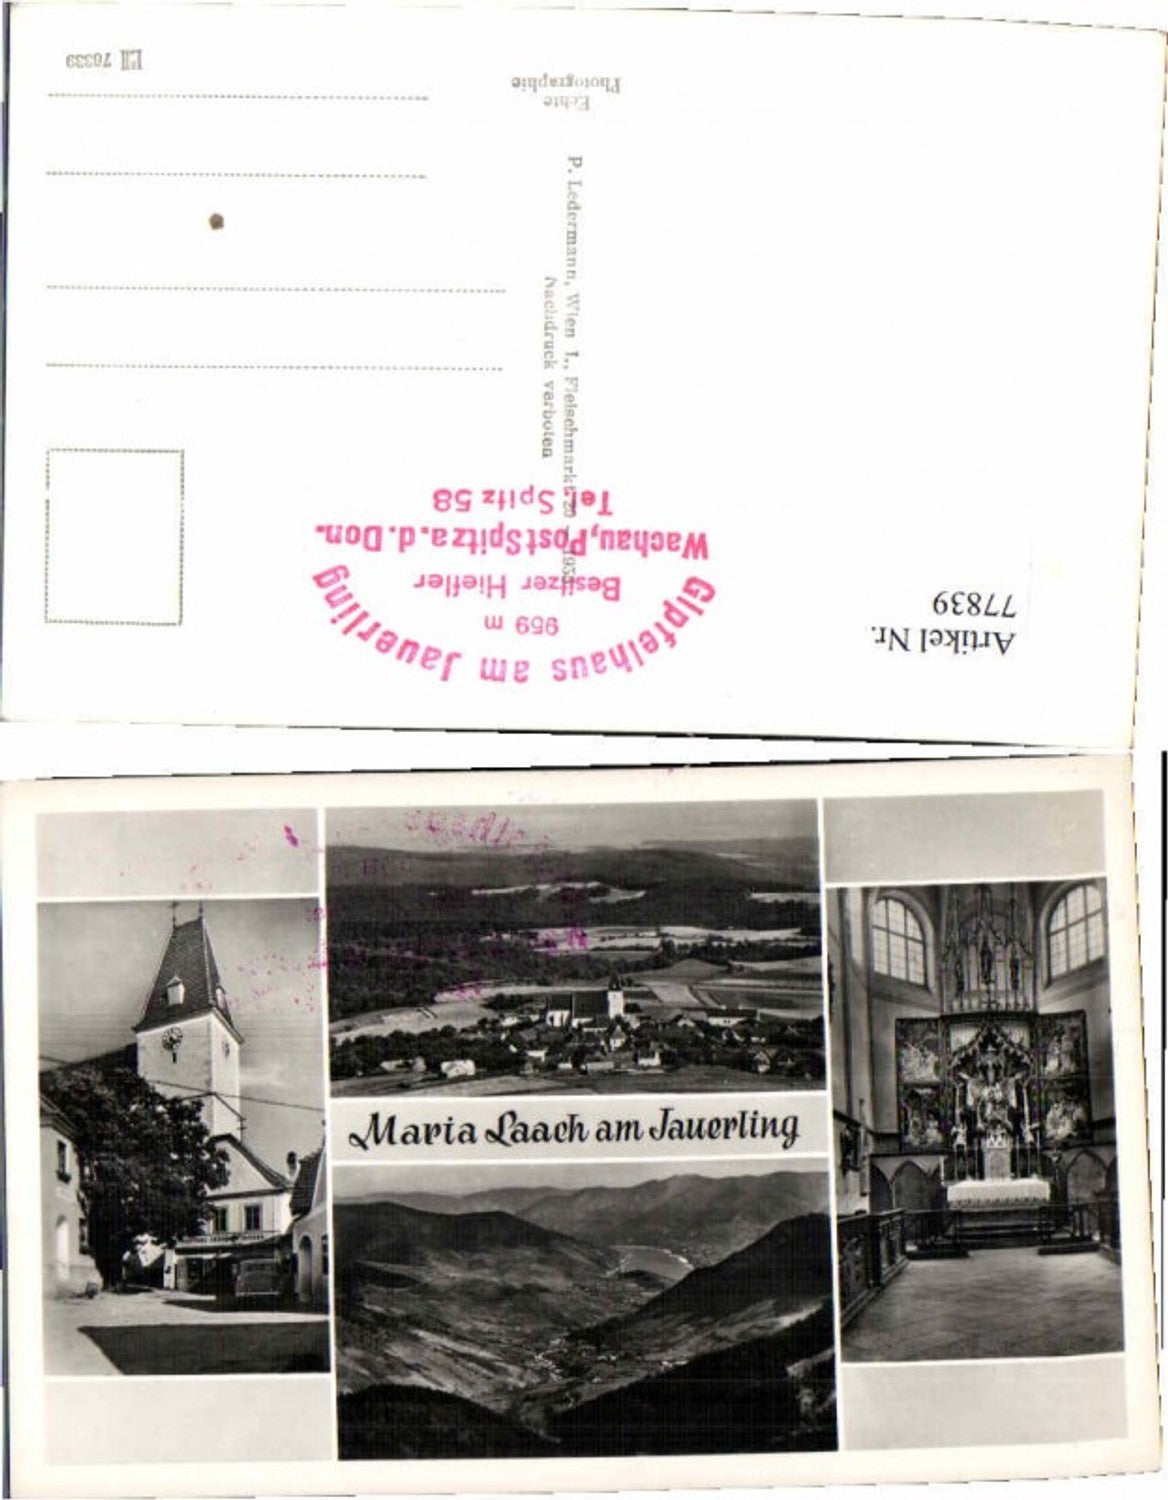 Artikel Nr.
77839
Gipfelhaus am Jauerling
959 m
Besitzer Hiefler
Wachau, Post Spitz a. d. Don.
Tel. Spitz 58
P. Ledermann, Wien I., Fleischmarkt 20
Nachdruck verboten
Echte
Photographie
70339
Maria Laach am Jauerling